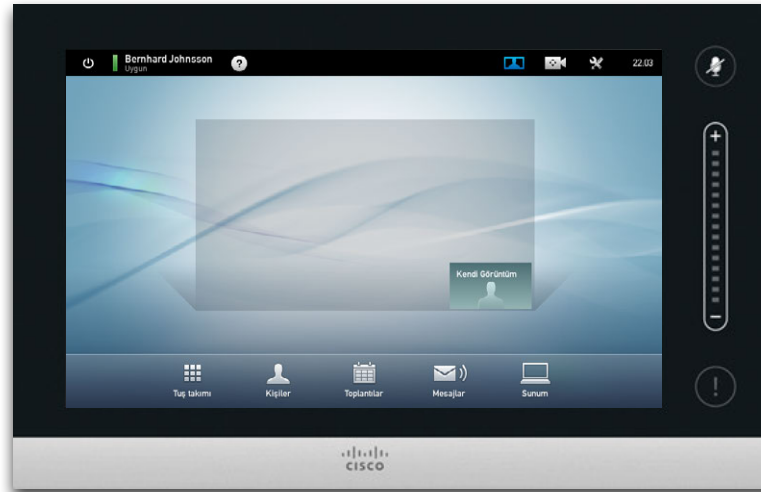 Bernhard Johnsson
Uygun
?
22.03
+
Kendi Görüntüm
−
!
Tuş takımı
Kişiler
Toplantılar
Mesajlar
Sunum
CISCO